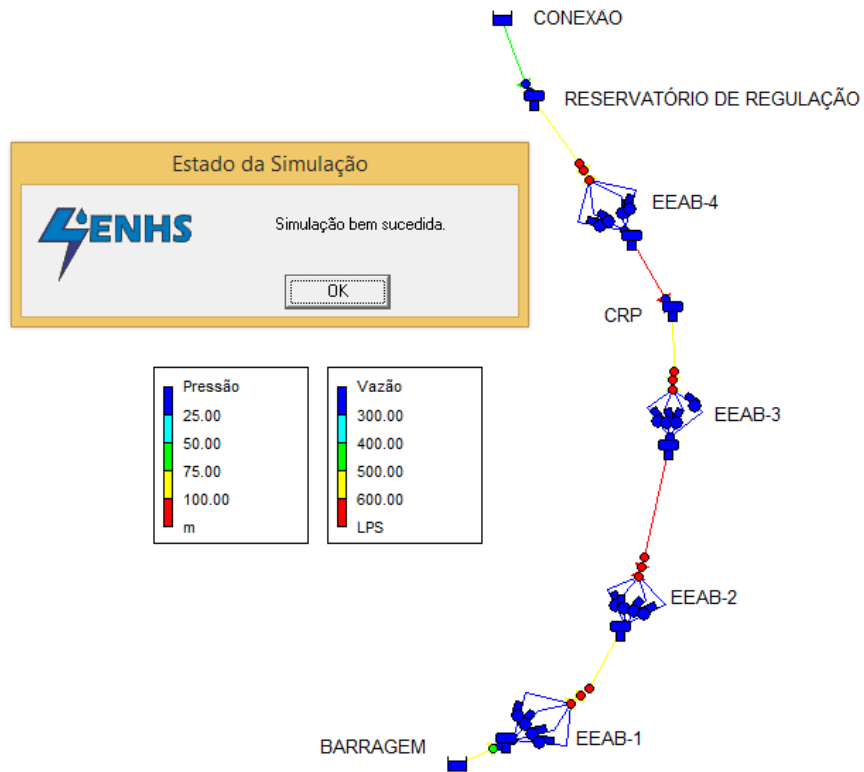 CONEXÃO
RESERVATÓRIO DE REGULAÇÃO
Estado da Simulação
LENHS
Simulação bem sucedida.
OK
EEAB-4
CRP
Pressão
25.00
50.00
75.00
100.00
m
Vazão
300.00
400.00
500.00
600.00
LPS
EEAB-3
EEAB-2
EEAB-1
BARRAGEM